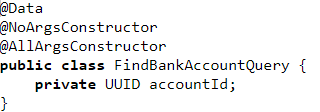 @Data
@NoArgsConstructor
@AllArgsConstructor
public class FindBankAccountQuery {
    private UUID accountId;
}